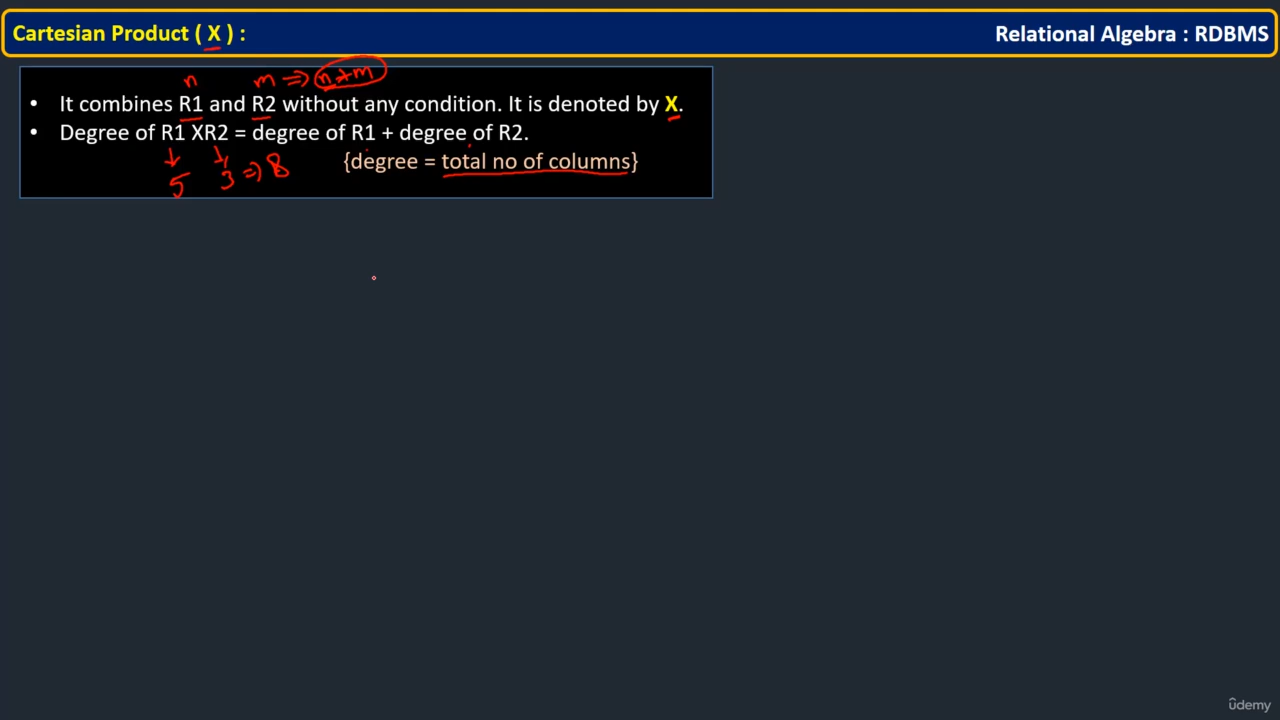 Cartesian Product ( X ) :
Relational Algebra : RDBMS
n m ⇒ n*m
• It combines R1 and R2 without any condition. It is denoted by X.
• Degree of R1 XR2 = degree of R1 + degree of R2.
{degree = total no of columns}
↓ ↓
5 3 ⇒ 8
ûdemy